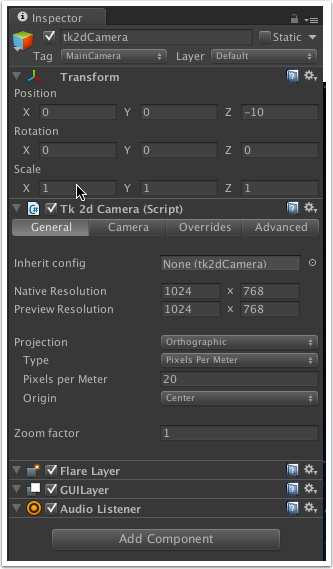 Inspector
tk2dCamera Static
Tag MainCamera Layer Default
Transform
Position
X 0 Y 0 Z -10
Rotation
X 0 Y 0 Z 0
Scale
X 1 Y 1 Z 1
Tk 2d Camera (Script)
General Camera Overrides Advanced
Inherit config None (tk2dCamera)
Native Resolution 1024 x 768
Preview Resolution 1024 x 768
Projection Orthographic
Type Pixels Per Meter
Pixels per Meter 20
Origin Center
Zoom factor 1
Flare Layer
GUILayer
Audio Listener
Add Component